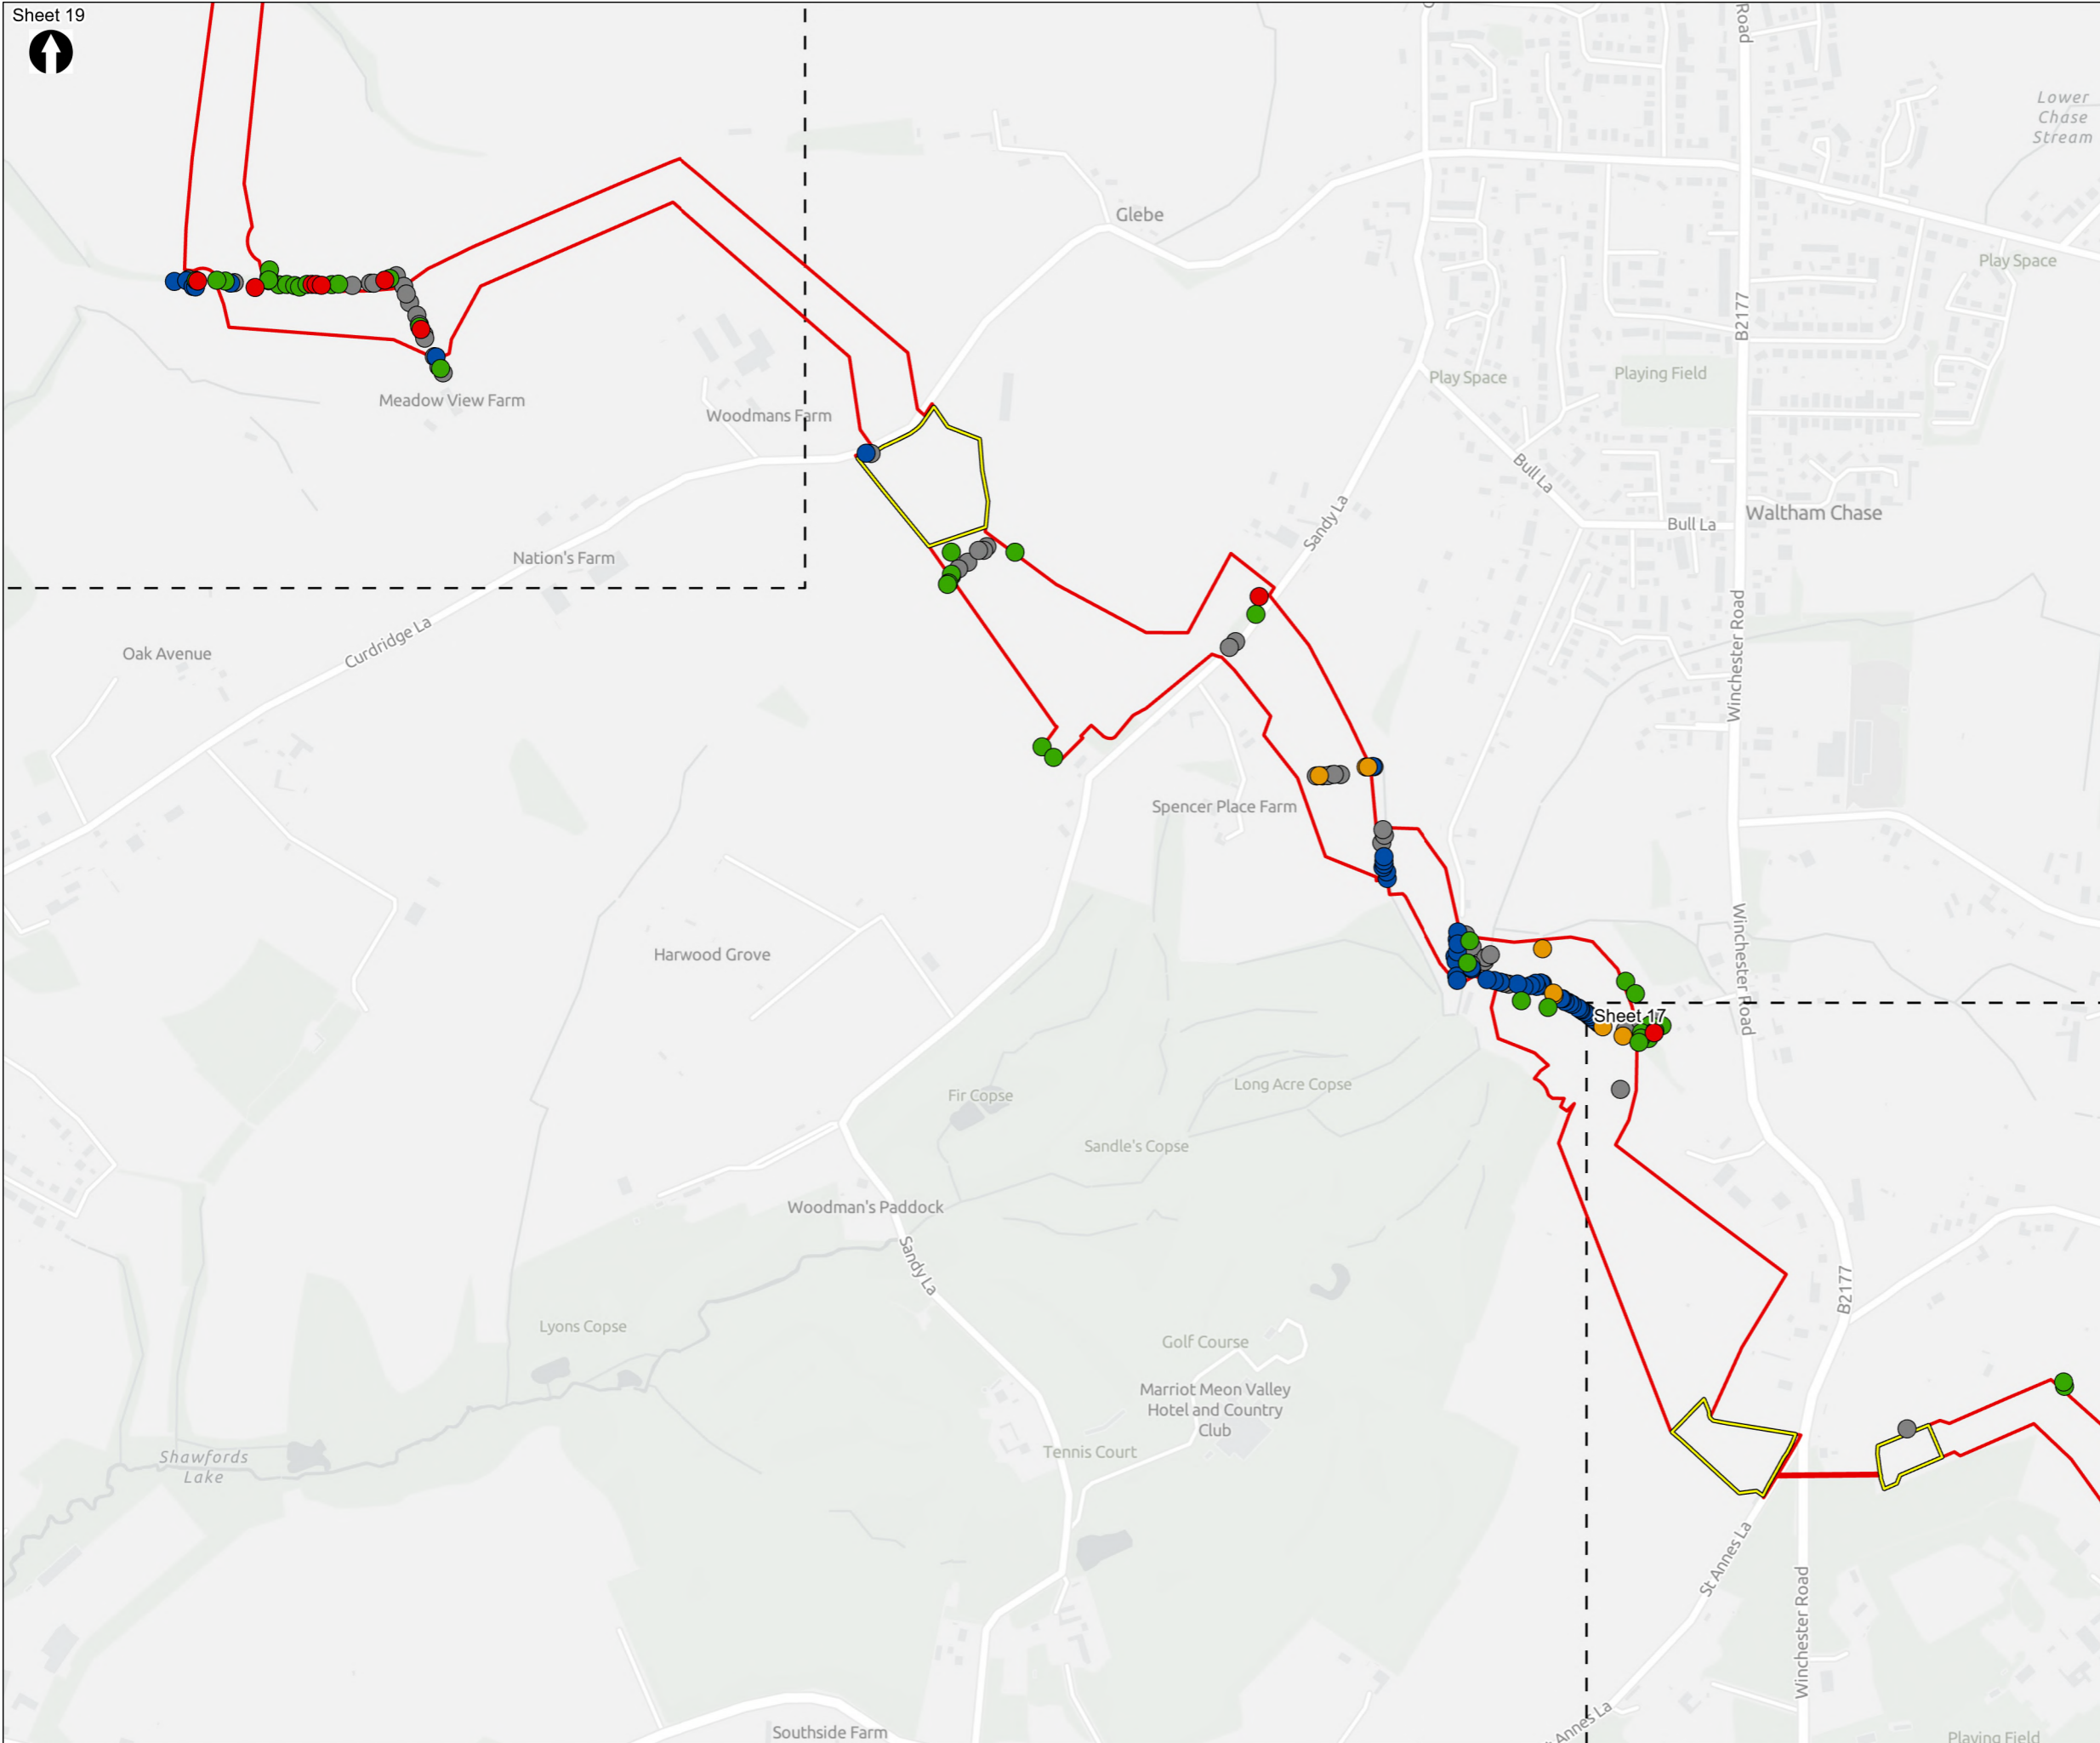 Sheet 19
Road
Lower
Chase
Stream
Glebe
Play Space
B2177
Play Space
Playing Field
Meadow View Farm
Woodmans Farm
Bull La
Sandy La
Waltham Chase
Bull La
Nation's Farm
Curdridge La
Oak Avenue
Winchester Road
Spencer Place Farm
Harwood Grove
Winchester Road
Sheet 17
Fir Copse
Long Acre Copse
Sandle's Copse
Woodman's Paddock
Sandy La
B2177
Lyons Copse
Golf Course
Marriot Meon Valley
Hotel and Country
Club
Tennis Court
Shawfords
Lake
St Annes La
Winchester Road
Annes La
Southside Farm
Playing Field